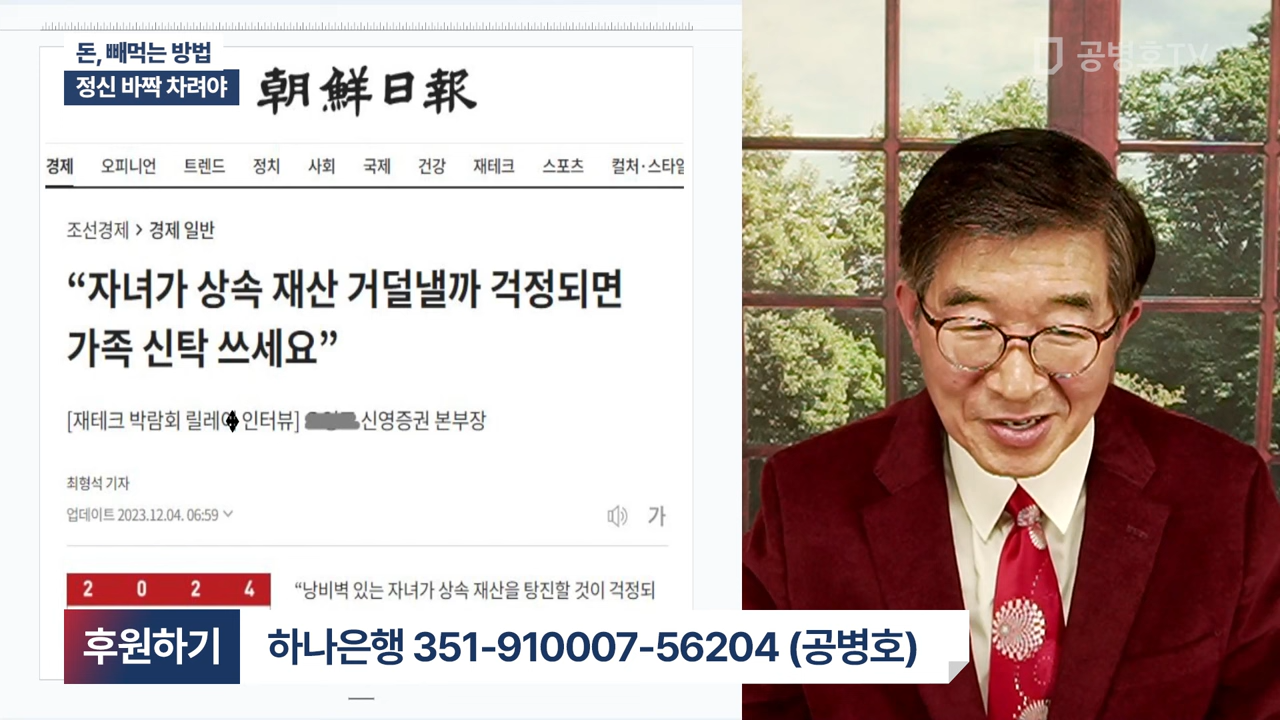 돈, 빼먹는 방법
정신 바짝 차려야
朝鮮日報
공병호TV
경제 오피니언 트렌드 정치 사회 국제 건강 재테크 스포츠 컬처·스타일
조선경제 > 경제 일반
“자녀가 상속 재산 거덜낼까 걱정되면
가족 신탁 쓰세요”
[재테크 박람회 릴레이 인터뷰] 신영증권 본부장
최형석 기자
업데이트 2023.12.04. 06:59
가
2 0 2 4
“낭비벽 있는 자녀가 상속 재산을 탕진할 것이 걱정되
후원하기
하나은행 351-910007-56204 (공병호)